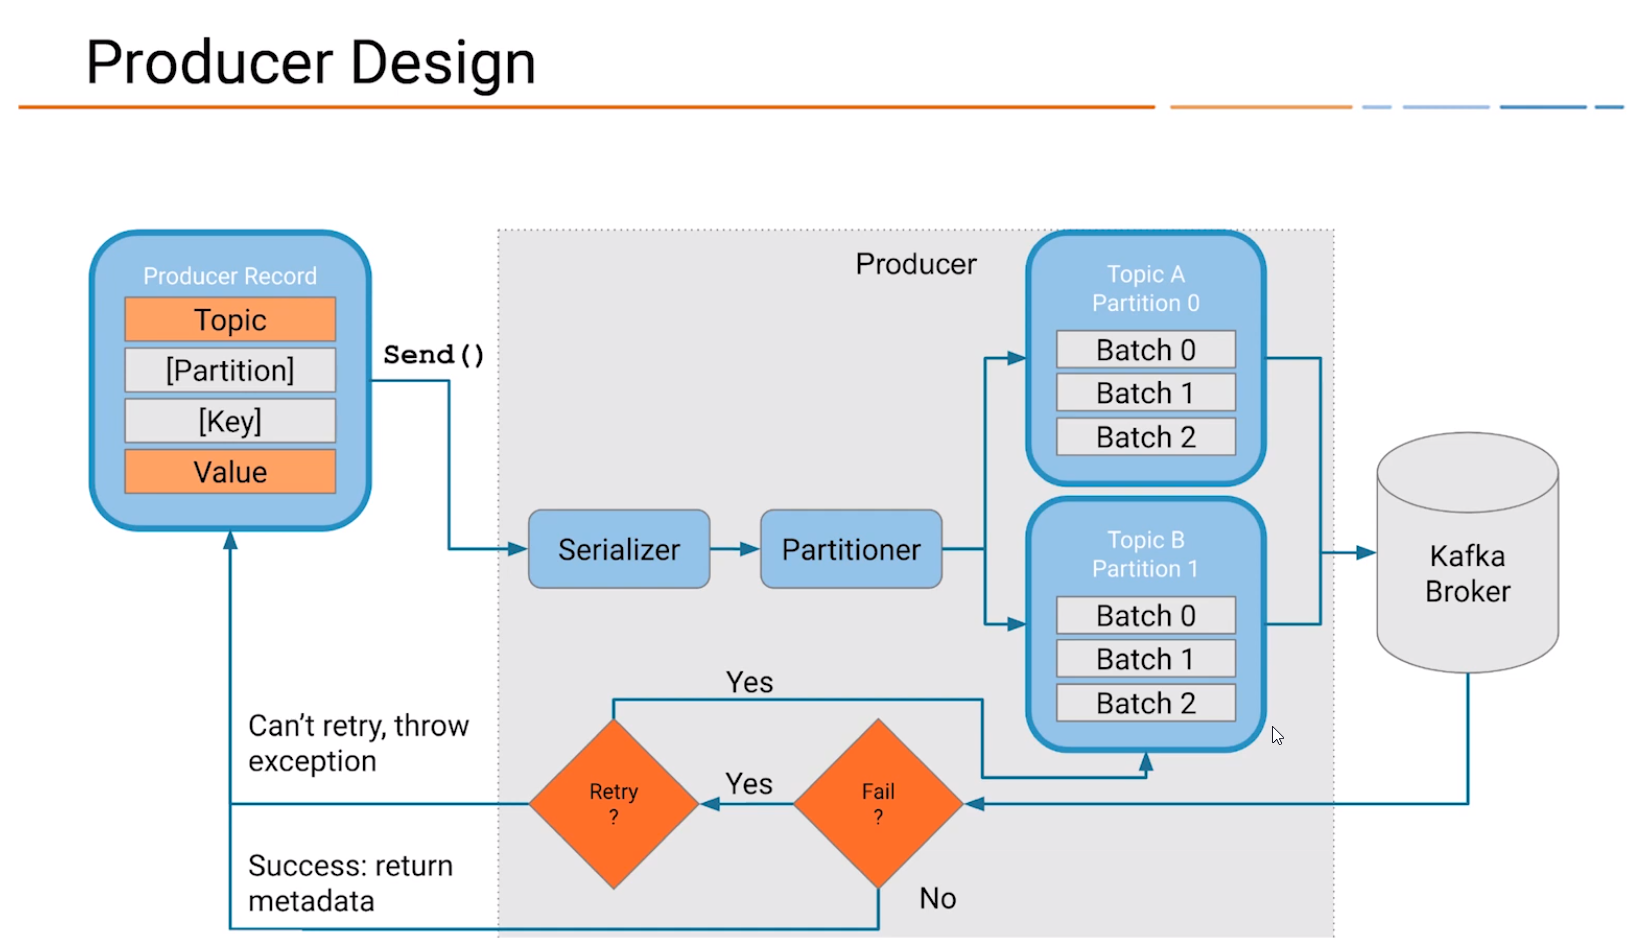 Producer Design
Producer Record
Topic
[Partition]
[Key]
Value
Send()
Producer
Serializer
Partitioner
Topic A
Partition 0
Batch 0
Batch 1
Batch 2
Topic B
Partition 1
Batch 0
Batch 1
Batch 2
Kafka
Broker
Yes
Fail
?
Yes
Retry
?
No
Can’t retry, throw
exception
Success: return
metadata